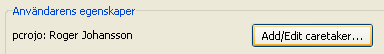 Användarens egenskaper
pcrojo: Roger Johansson
Add/Edit caretaker...